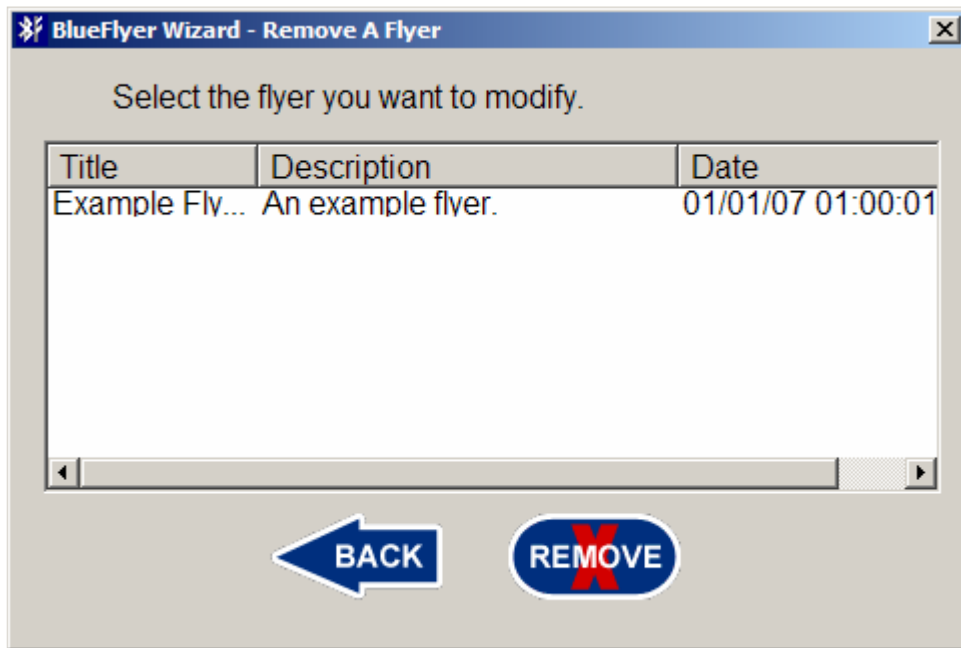 BlueFlyer Wizard - Remove A Flyer
Select the flyer you want to modify.
Title Description Date
Example Fly... An example flyer. 01/01/07 01:00:01
BACK REMOVE